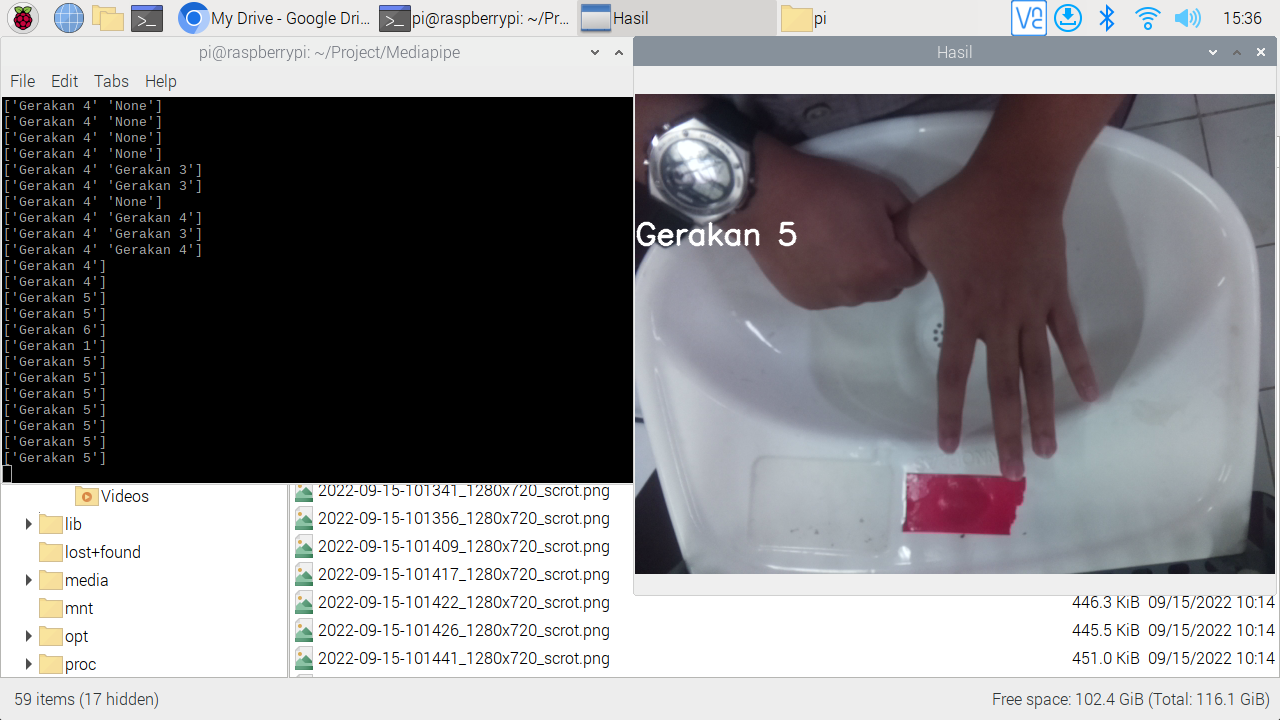 My Drive - Google Dri...
pi@raspberrypi: ~/Pr...
Hasil
pi
V2
15:36
pi@raspberrypi: ~/Project/Mediapipe
File Edit Tabs Help
['Gerakan 4' 'None']
['Gerakan 4' 'None']
['Gerakan 4' 'None']
['Gerakan 4' 'None']
['Gerakan 4' 'Gerakan 3']
['Gerakan 4' 'Gerakan 3']
['Gerakan 4' 'None']
['Gerakan 4' 'Gerakan 4']
['Gerakan 4' 'Gerakan 3']
['Gerakan 4' 'Gerakan 4']
['Gerakan 4']
['Gerakan 4']
['Gerakan 5']
['Gerakan 5']
['Gerakan 6']
['Gerakan 1']
['Gerakan 5']
['Gerakan 5']
['Gerakan 5']
['Gerakan 5']
['Gerakan 5']
['Gerakan 5']
['Gerakan 5']
Hasil
Gerakan 5
Videos
lib
lost+found
media
mnt
opt
proc
2022-09-15-101341_1280x720_scrot.png
2022-09-15-101356_1280x720_scrot.png
2022-09-15-101409_1280x720_scrot.png
2022-09-15-101417_1280x720_scrot.png
2022-09-15-101422_1280x720_scrot.png 446.3 KiB 09/15/2022 10:14
2022-09-15-101426_1280x720_scrot.png 445.5 KiB 09/15/2022 10:14
2022-09-15-101441_1280x720_scrot.png 451.0 KiB 09/15/2022 10:14
59 items (17 hidden)
Free space: 102.4 GiB (Total: 116.1 GiB)